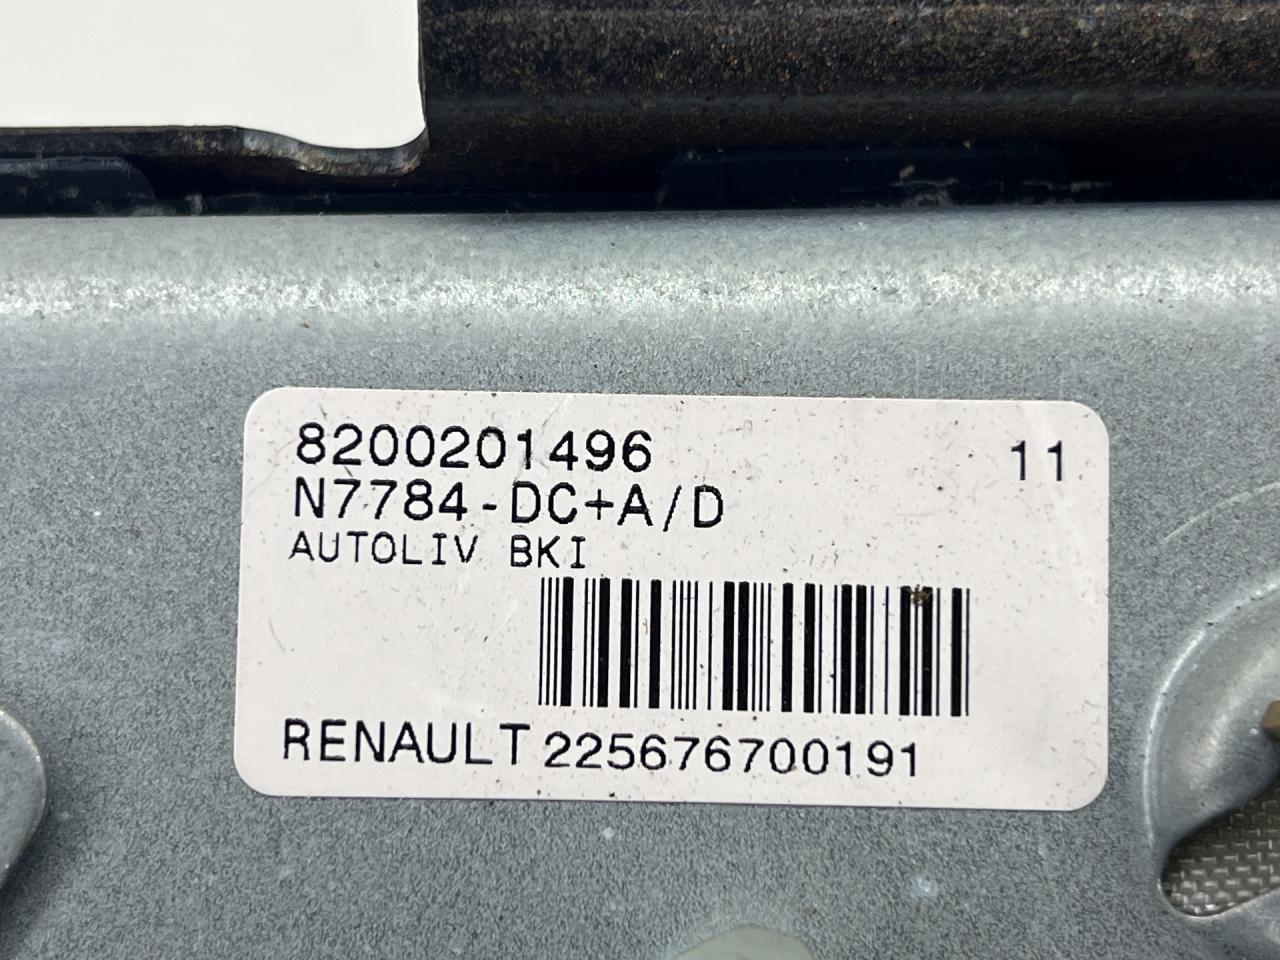 8200201496 11
N7784-DC+A/D
AUTOLIV BKI
RENAULT 225676700191